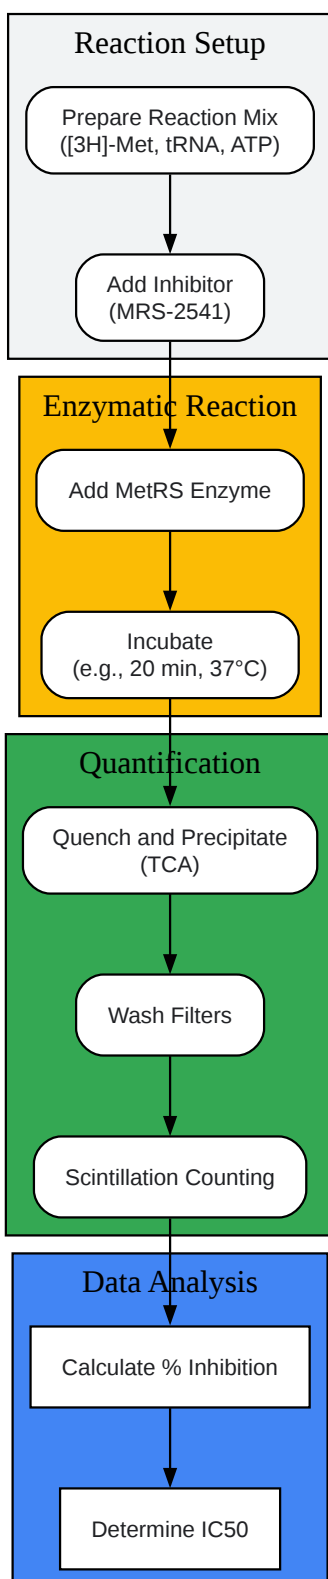 Reaction Setup
Prepare Reaction Mix
([3H]-Met, tRNA, ATP)
Add Inhibitor
(MRS-2541)
Enzymatic Reaction
Add MetRS Enzyme
Incubate
(e.g., 20 min, 37°C)
Quantification
Quench and Precipitate
(TCA)
Wash Filters
Scintillation Counting
Data Analysis
Calculate % Inhibition
Determine IC50